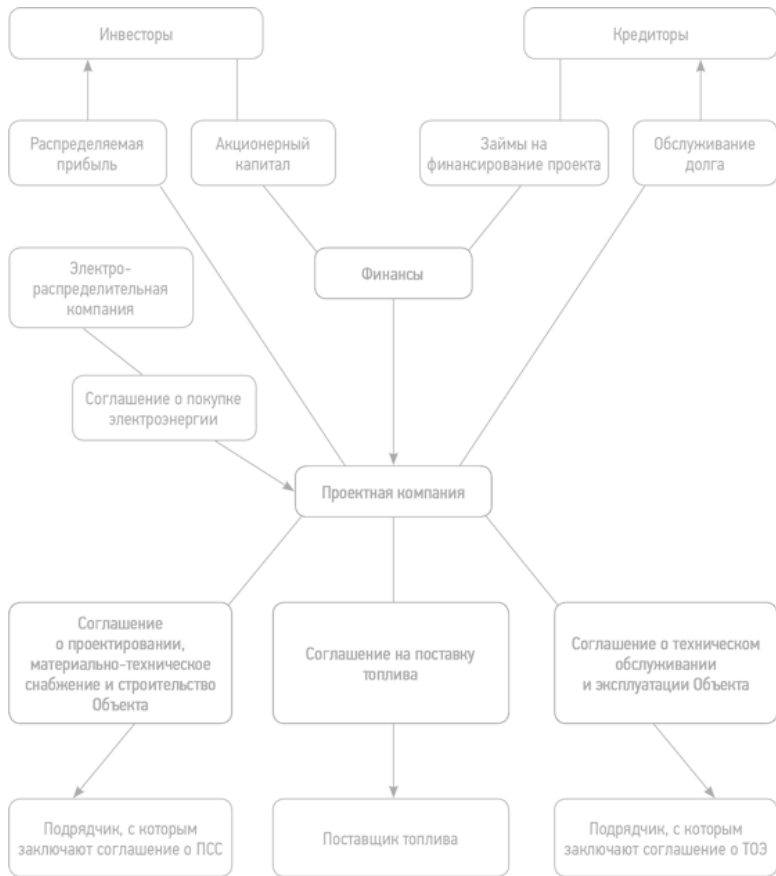 Инвесторы
Кредиторы
Распределяемая
прибыль
Акционерный
капитал
Займы на
финансирование проекта
Обслуживание
долга
Электро-
распределительная
компания
Финансы
Соглашение о покупке
электроэнергии
Проектная компания
Соглашение
о проектировании,
материально-техническое
снабжение и строительство
Объекта
Соглашение на поставку
топлива
Соглашение о техническом
обслуживании
и эксплуатации Объекта
Подрядчик, с которым
заключают соглашение о ПСС
Поставщик топлива
Подрядчик, с которым
заключают соглашение о ТОЭ